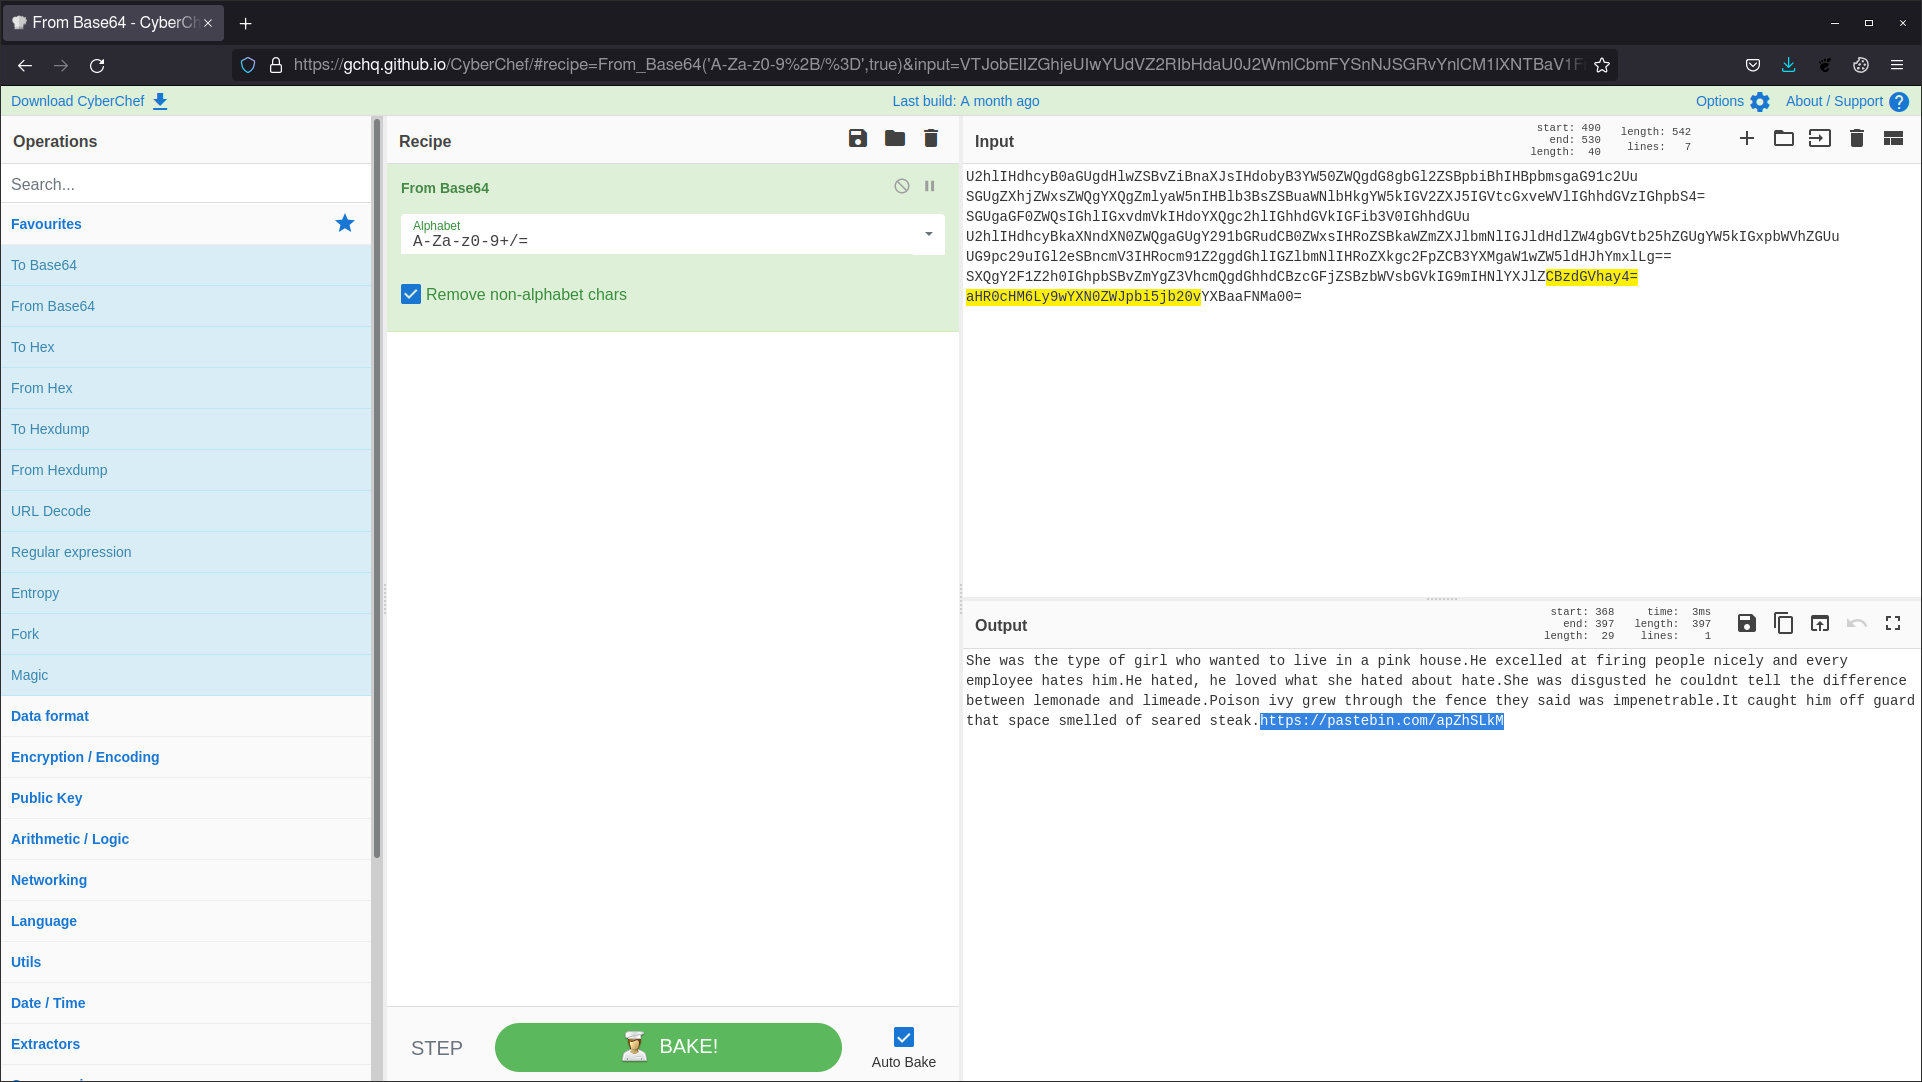 From Base64 - CyberCh
https://gchq.github.io/CyberChef/#recipe=From_Base64('A-Za-z0-9%2B/%3D',true)&input=VTJobElIZGhjeUIwYUdVZ2RIbHdaU0J2WmlCbmFYSnNJSGRvYnlCM1lXNTBaV1F
Download CyberChef
Last build: A month ago
Options
About / Support
Operations
Search...
Favourites
To Base64
From Base64
To Hex
From Hex
To Hexdump
From Hexdump
URL Decode
Regular expression
Entropy
Fork
Magic
Data format
Encryption / Encoding
Public Key
Arithmetic / Logic
Networking
Language
Utils
Date / Time
Extractors
Recipe
From Base64
Alphabet
A-Za-z0-9+/=
Remove non-alphabet chars
STEP
BAKE!
Auto Bake
Input
start: 490
end: 530
length: 40
length: 542
lines: 7
U2hlIHdhcyB0aGUgdHlwZSBvZiBnaXJsIHdobyB3YW50ZWQgdG8gbGl2ZSBpbiBhIHBpbmsgaG91c2Uu
SGUgZXhjZWxsZWQgYXQgZmlyaW5nIHBlb3BsZSBuaWNlbHkgYW5kIGV2ZXJ5IGVtcGxveWVlIGhhdGVzIGhpbS4=
SGUgaGF0ZWQsIGhlIGxvdmVkIHdoYXQgc2hlIGhhdGVkIGFib3V0IGhhdGUu
U2hlIHdhcyBkaXNndXN0ZWQgaGUgY291bGRudCB0ZWxsIHRoZSBkaWZmZXJlbmNlIGJldHdlZW4gbGVtb25hZGUgYW5kIGxpbWVhZGUu
UG9pc29uIGl2eSBncmV3IHRocm91Z2ggdGhlIGZlbmNlIHRoZXkgc2FpZCB3YXMgaW1wZW5ldHJhYmxlLg==
SXQgY2F1Z2h0IGhpbSBvZmYgZ3VhcmQgdGhhdCBzcGFjZSBzbWVsbGVkIG9mIHNlYXJlZCBzdGVhay4=
aHR0cHM6Ly9wYXN0ZWJpbi5jb20vYXBaaFNMa00=
Output
start: 368
end: 397
length: 29
time: 3ms
length: 397
lines: 1
She was the type of girl who wanted to live in a pink house.He excelled at firing people nicely and every
employee hates him.He hated, he loved what she hated about hate.She was disgusted he couldnt tell the difference
between lemonade and limeade.Poison ivy grew through the fence they said was impenetrable.It caught him off guard
that space smelled of seared steak.https://pastebin.com/apZhSLkM